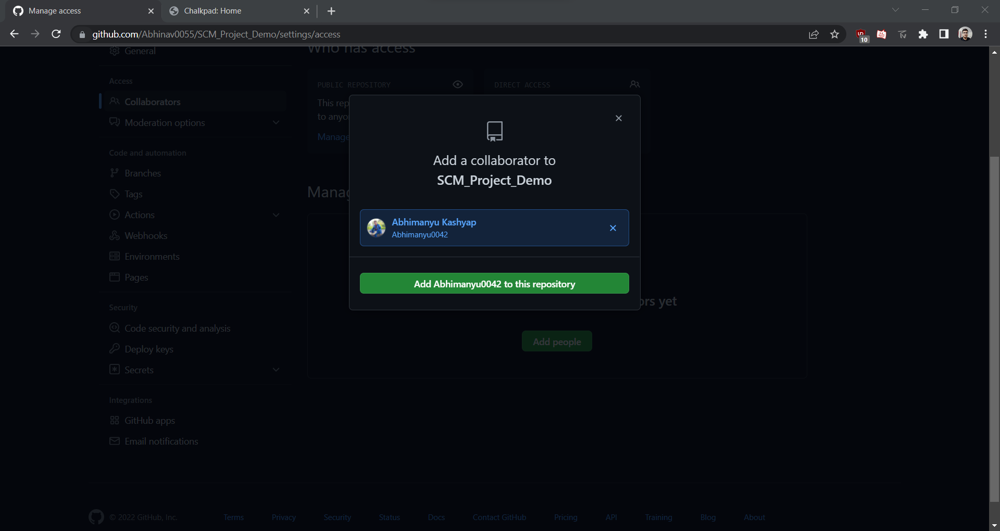 Manage access
Chalkpad: Home
github.com/Abhinav0055/SCM_Project_Demo/settings/access
10
General
Access
Collaborators
Moderation options
Code and automation
Branches
Tags
Actions
Webhooks
Environments
Pages
Security
Code security and analysis
Deploy keys
Secrets
Integrations
GitHub apps
Email notifications
Who has access
PUBLIC REPOSITORY
This rep
to anyo
Manage
DIRECT ACCESS
Manag
Add a collaborator to
SCM_Project_Demo
Abhimanyu Kashyap
Abhimanyu0042
Add Abhimanyu0042 to this repository
ors yet
Add people
© 2022 GitHub, Inc.
Terms
Privacy
Security
Status
Docs
Contact GitHub
Pricing
API
Training
Blog
About